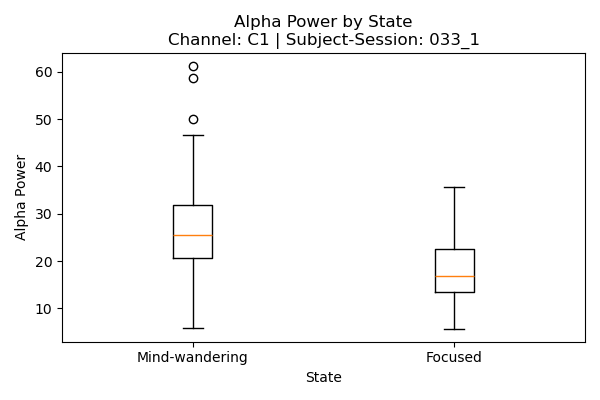 Alpha Power by State
Channel: C1 | Subject-Session: 033_1
60
50
40
30
20
10
Alpha Power
Mind-wandering
Focused
State